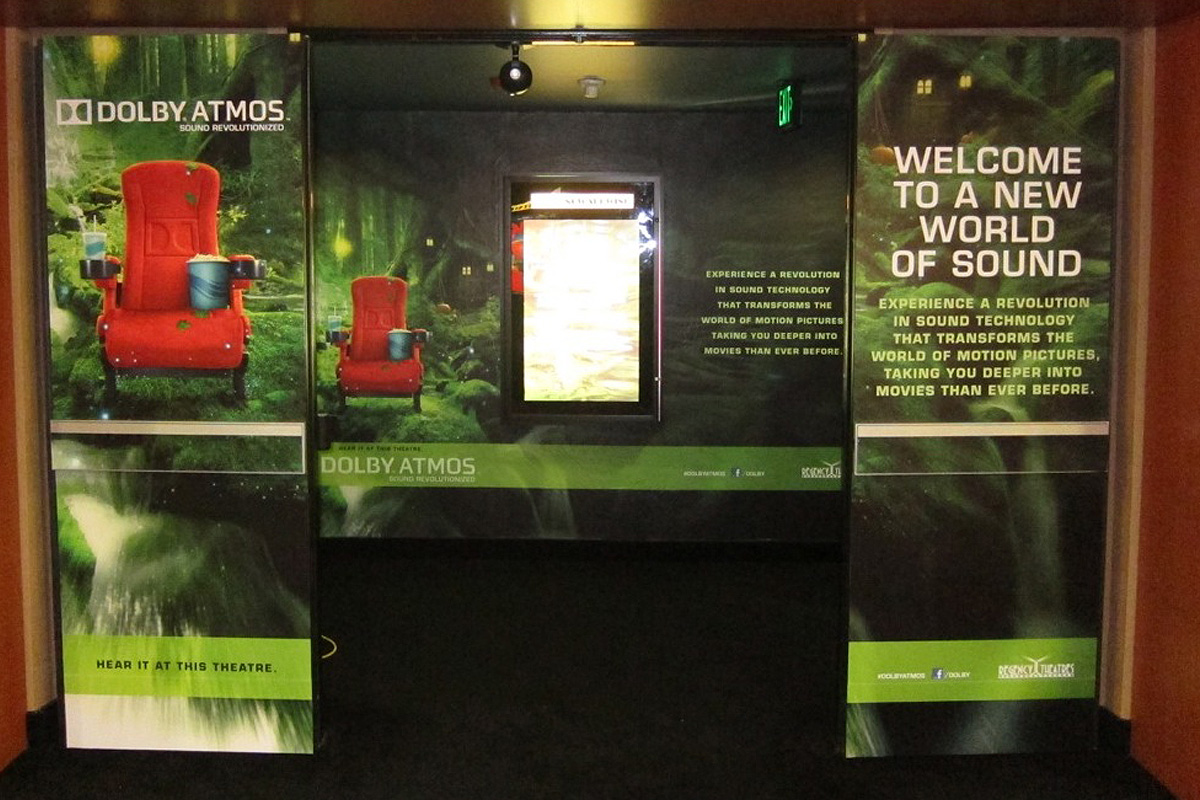 DOLBY ATMOS
SOUND REVOLUTIONIZED
HEAR IT AT THIS THEATRE.
EXIT
EXPERIENCE A REVOLUTION
IN SOUND TECHNOLOGY
THAT TRANSFORMS THE
WORLD OF MOTION PICTURES
TAKING YOU DEEPER INTO
MOVIES THAN EVER BEFORE.
HEAR IT AT THIS THEATRE
DOLBY ATMOS
SOUND REVOLUTIONIZED
#DOLBYATMOS f /DOLBY
REGENCY
WELCOME
TO A NEW
WORLD
OF SOUND
EXPERIENCE A REVOLUTION
IN SOUND TECHNOLOGY
THAT TRANSFORMS THE
WORLD OF MOTION PICTURES,
TAKING YOU DEEPER INTO
MOVIES THAN EVER BEFORE.
#DOLBYATMOS f /DOLBY
REGENCY THEATRES